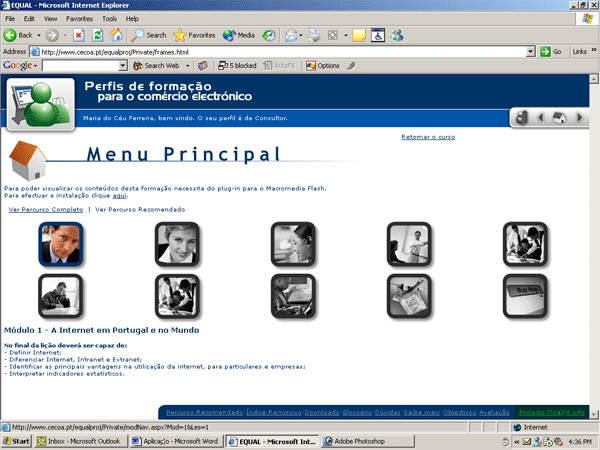 EQUAL - Microsoft Internet Explorer
File Edit View Favorites Tools Help
Back Search Favorites Media
Address http://www.cecoa.pt/equalproj/Private/frames.html Go Links »
Google Search Web 5 blocked AutoFill Options
Perfis de formação
para o comércio electrónico
Maria do Céu Ferreira, bem vindo. O seu perfil é de Consultor.
Retornar o curso
Menu Principal
Para poder visualizar os conteúdos desta formação necessita do plug-in para o Macromedia Flash.
Para efectuar a instalação clique aqui.
Ver Percurso Completo | Ver Percurso Recomendado
Buy Now
Módulo 1 - A Internet em Portugal e no Mundo
No final da lição deverá ser capaz de:
- Definir Internet;
- Diferenciar Internet, Intranet e Extranet;
- Identificar as principais vantagens na utilização da internet, para particulares e empresas;
- Interpretar indicadores estatísticos.
Percurso Recomendado Índice Remissivo Downloads Glossário Dúvidas Saiba mais Objectivos Avaliação Projecto Final + info
http://www.cecoa.pt/equalproj/Private/modNav.aspx?Mod=1&Les=1 Internet
Start Inbox - Microsoft Outlook Aplicaç/o - Microsoft Word EQUAL - Microsoft Int... Adobe Photoshop 4:36 PM